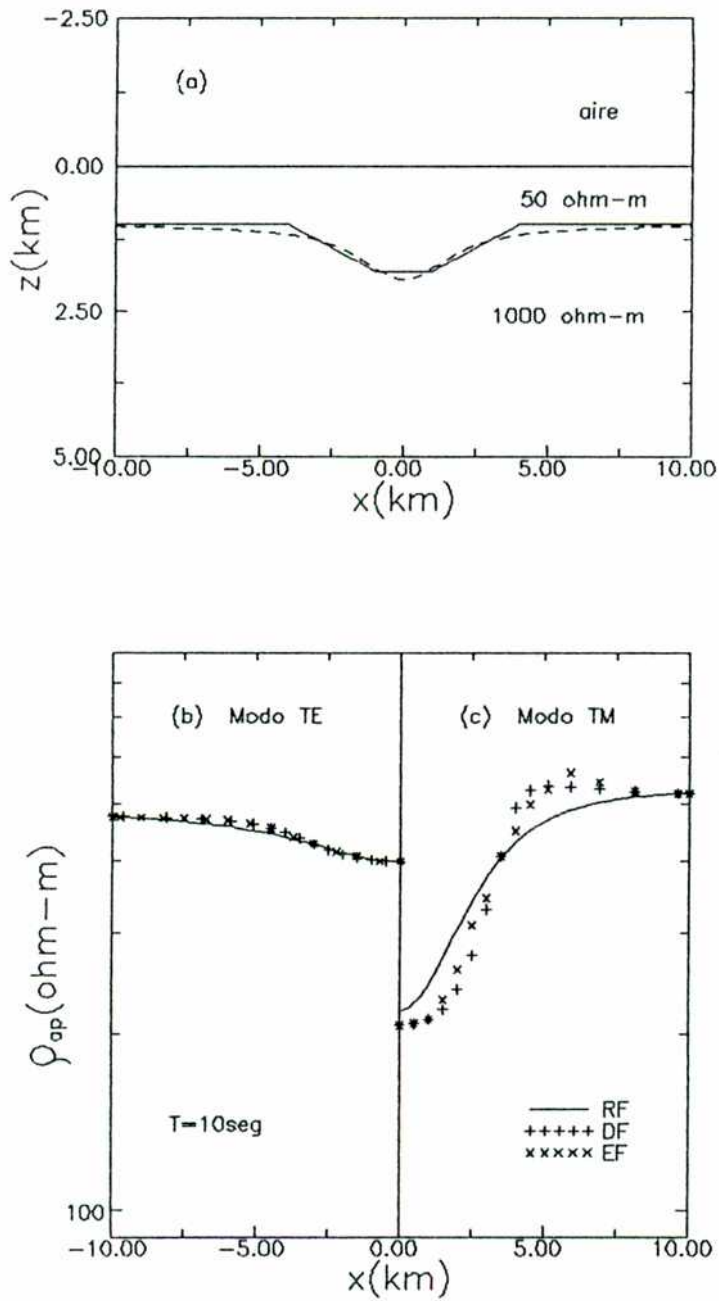 -2.50
(a)
aire
0.00
50 ohm-m
z(km)
2.50
1000 ohm-m
5.00
-10.00 -5.00 0.00 5.00 10.00
x(km)
(b) Modo TE (c) Modo TM
ρap(ohm-m)
T=10seg
RF
+++++ DF
××××× EF
100
-10.00 -5.00 0.00 5.00 10.00
x(km)